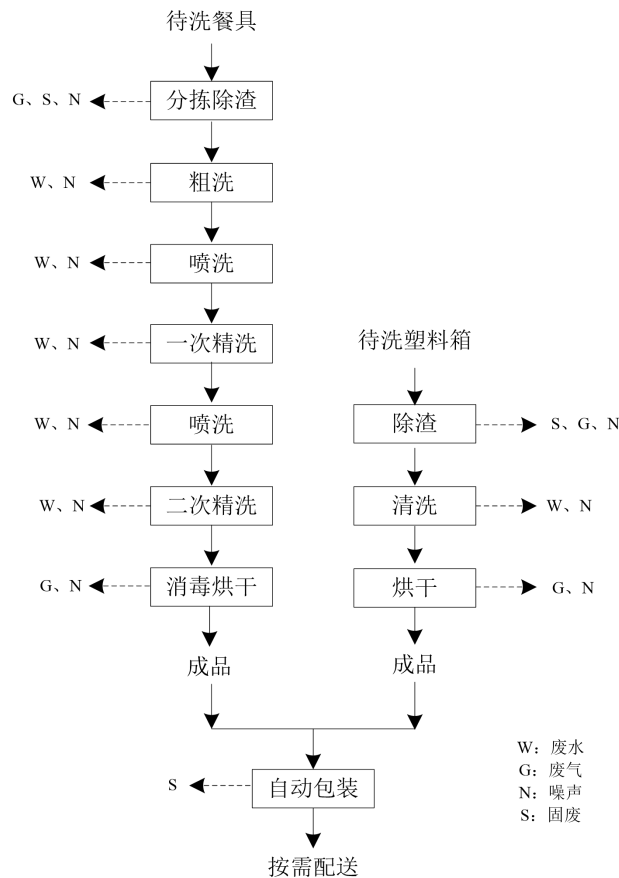 待洗餐具
G、S、N
分拣除渣
W、N
粗洗
W、N
喷洗
W、N
一次精洗
待洗塑料箱
W、N
喷洗
除渣
S、G、N
W、N
二次精洗
清洗
W、N
G、N
消毒烘干
烘干
G、N
成品
成品
S
自动包装
按需配送
W：废水
G：废气
N：噪声
S：固废